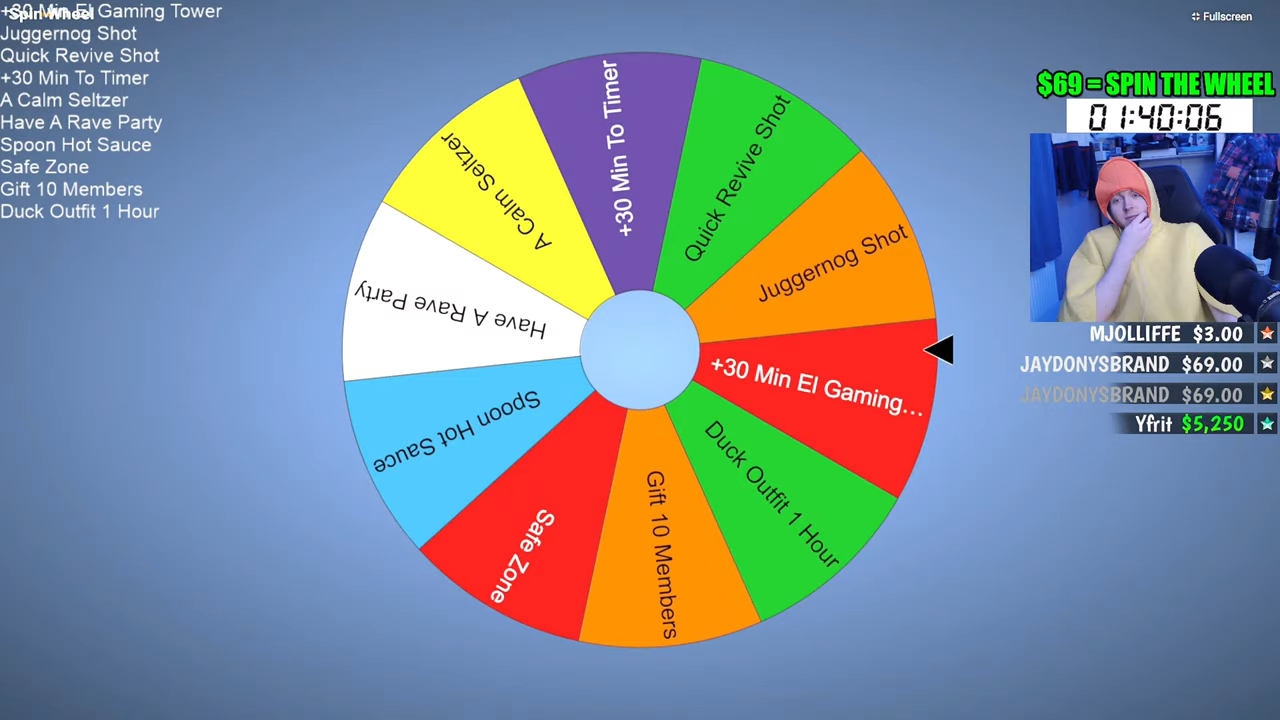 Spin Wheel
+30 Min El Gaming Tower
Juggernog Shot
Quick Revive Shot
+30 Min To Timer
A Calm Seltzer
Have A Rave Party
Spoon Hot Sauce
Safe Zone
Gift 10 Members
Duck Outfit 1 Hour
Fullscreen
+30 Min To Timer
Quick Revive Shot
Juggernog Shot
+30 Min El Gaming...
Duck Outfit 1 Hour
Gift 10 Members
Safe Zone
Spoon Hot Sauce
Have A Rave Party
A Calm Seltzer
$69 = SPIN THE WHEEL
01:40:06
MJOLLIFFE $3.00
JAYDONYSBRAND $69.00
JAYDONYSBRAND $69.00
Yfrit $5,250